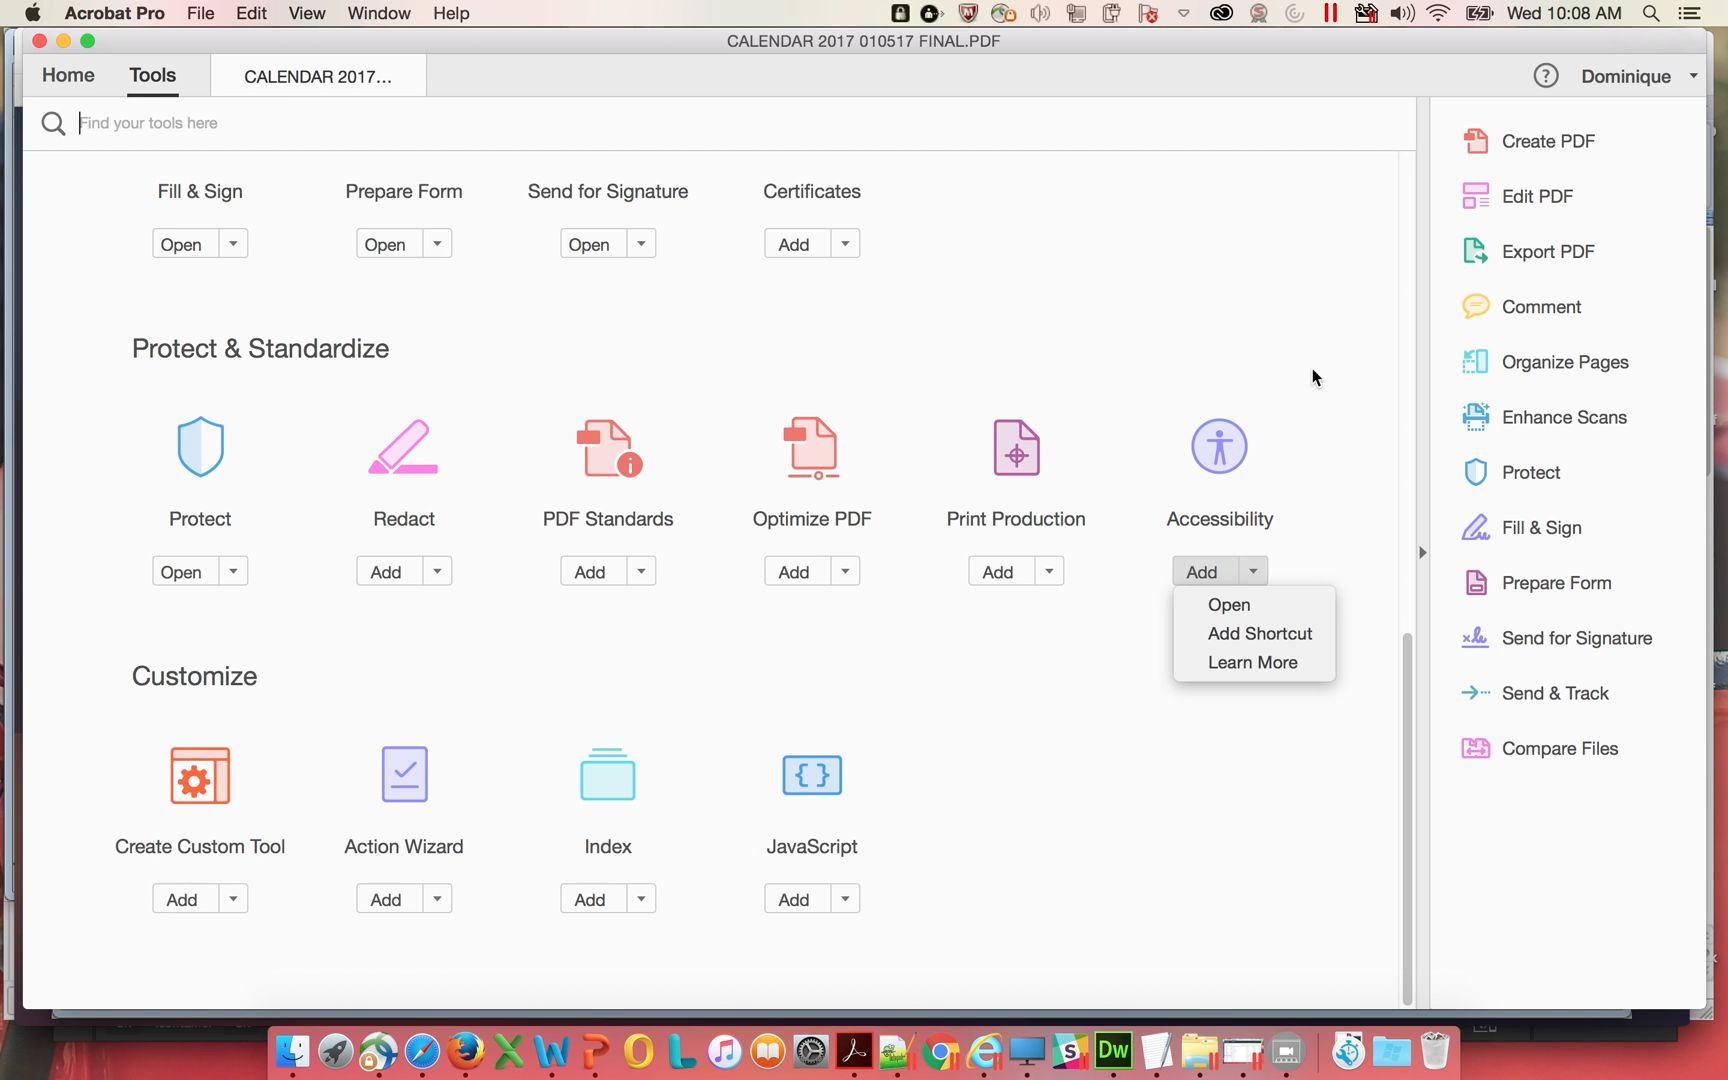 Acrobat Pro File Edit View Window Help Wed 10:08 AM
CALENDAR 2017 010517 FINAL.PDF
Home Tools CALENDAR 2017... ? Dominique
Find your tools here
Fill & Sign Prepare Form Send for Signature Certificates
Open Open Open Add
Protect & Standardize
Protect Redact PDF Standards Optimize PDF Print Production Accessibility
Open Add Add Add Add Add
Open
Add Shortcut
Learn More
Customize
Create Custom Tool Action Wizard Index JavaScript
Add Add Add Add
Create PDF
Edit PDF
Export PDF
Comment
Organize Pages
Enhance Scans
Protect
Fill & Sign
Prepare Form
Send for Signature
Send & Track
Compare Files
Dw